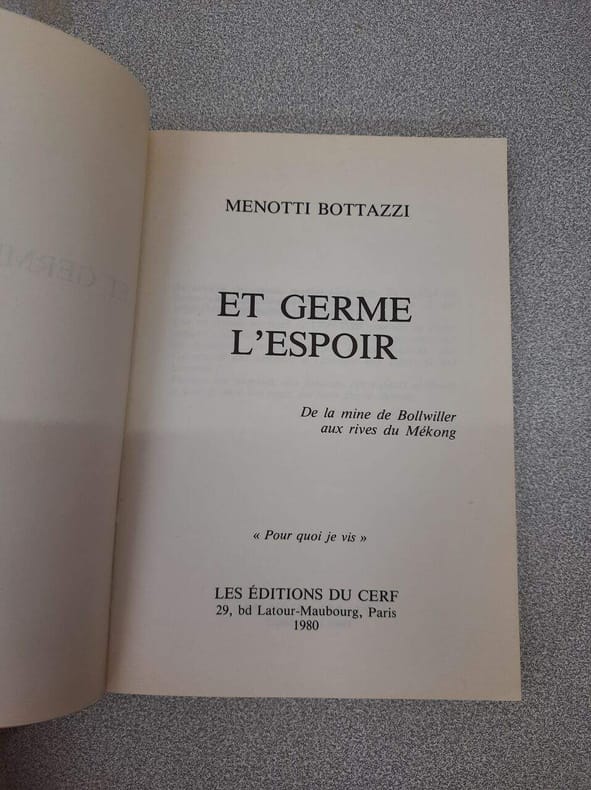 MENOTTI BOTTAZZI
ET GERME
L'ESPOIR
De la mine de Bollwiller
aux rives du Mékong
« Pour quoi je vis »
LES ÉDITIONS DU CERF
29, bd Latour-Maubourg, Paris
1980